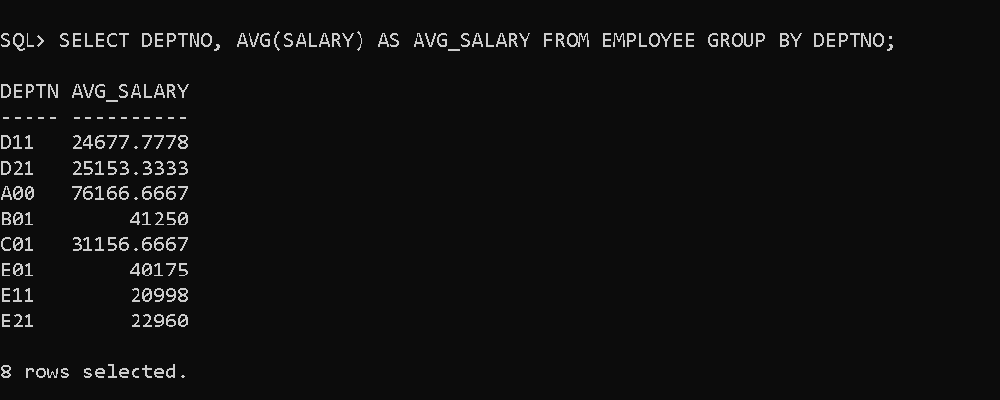 SQL> SELECT DEPTNO, AVG(SALARY) AS AVG_SALARY FROM EMPLOYEE GROUP BY DEPTNO;
DEPTN AVG_SALARY
----- ----------
D11   24677.7778
D21   25153.3333
A00   76166.6667
B01        41250
C01   31156.6667
E01        40175
E11        20998
E21        22960
8 rows selected.